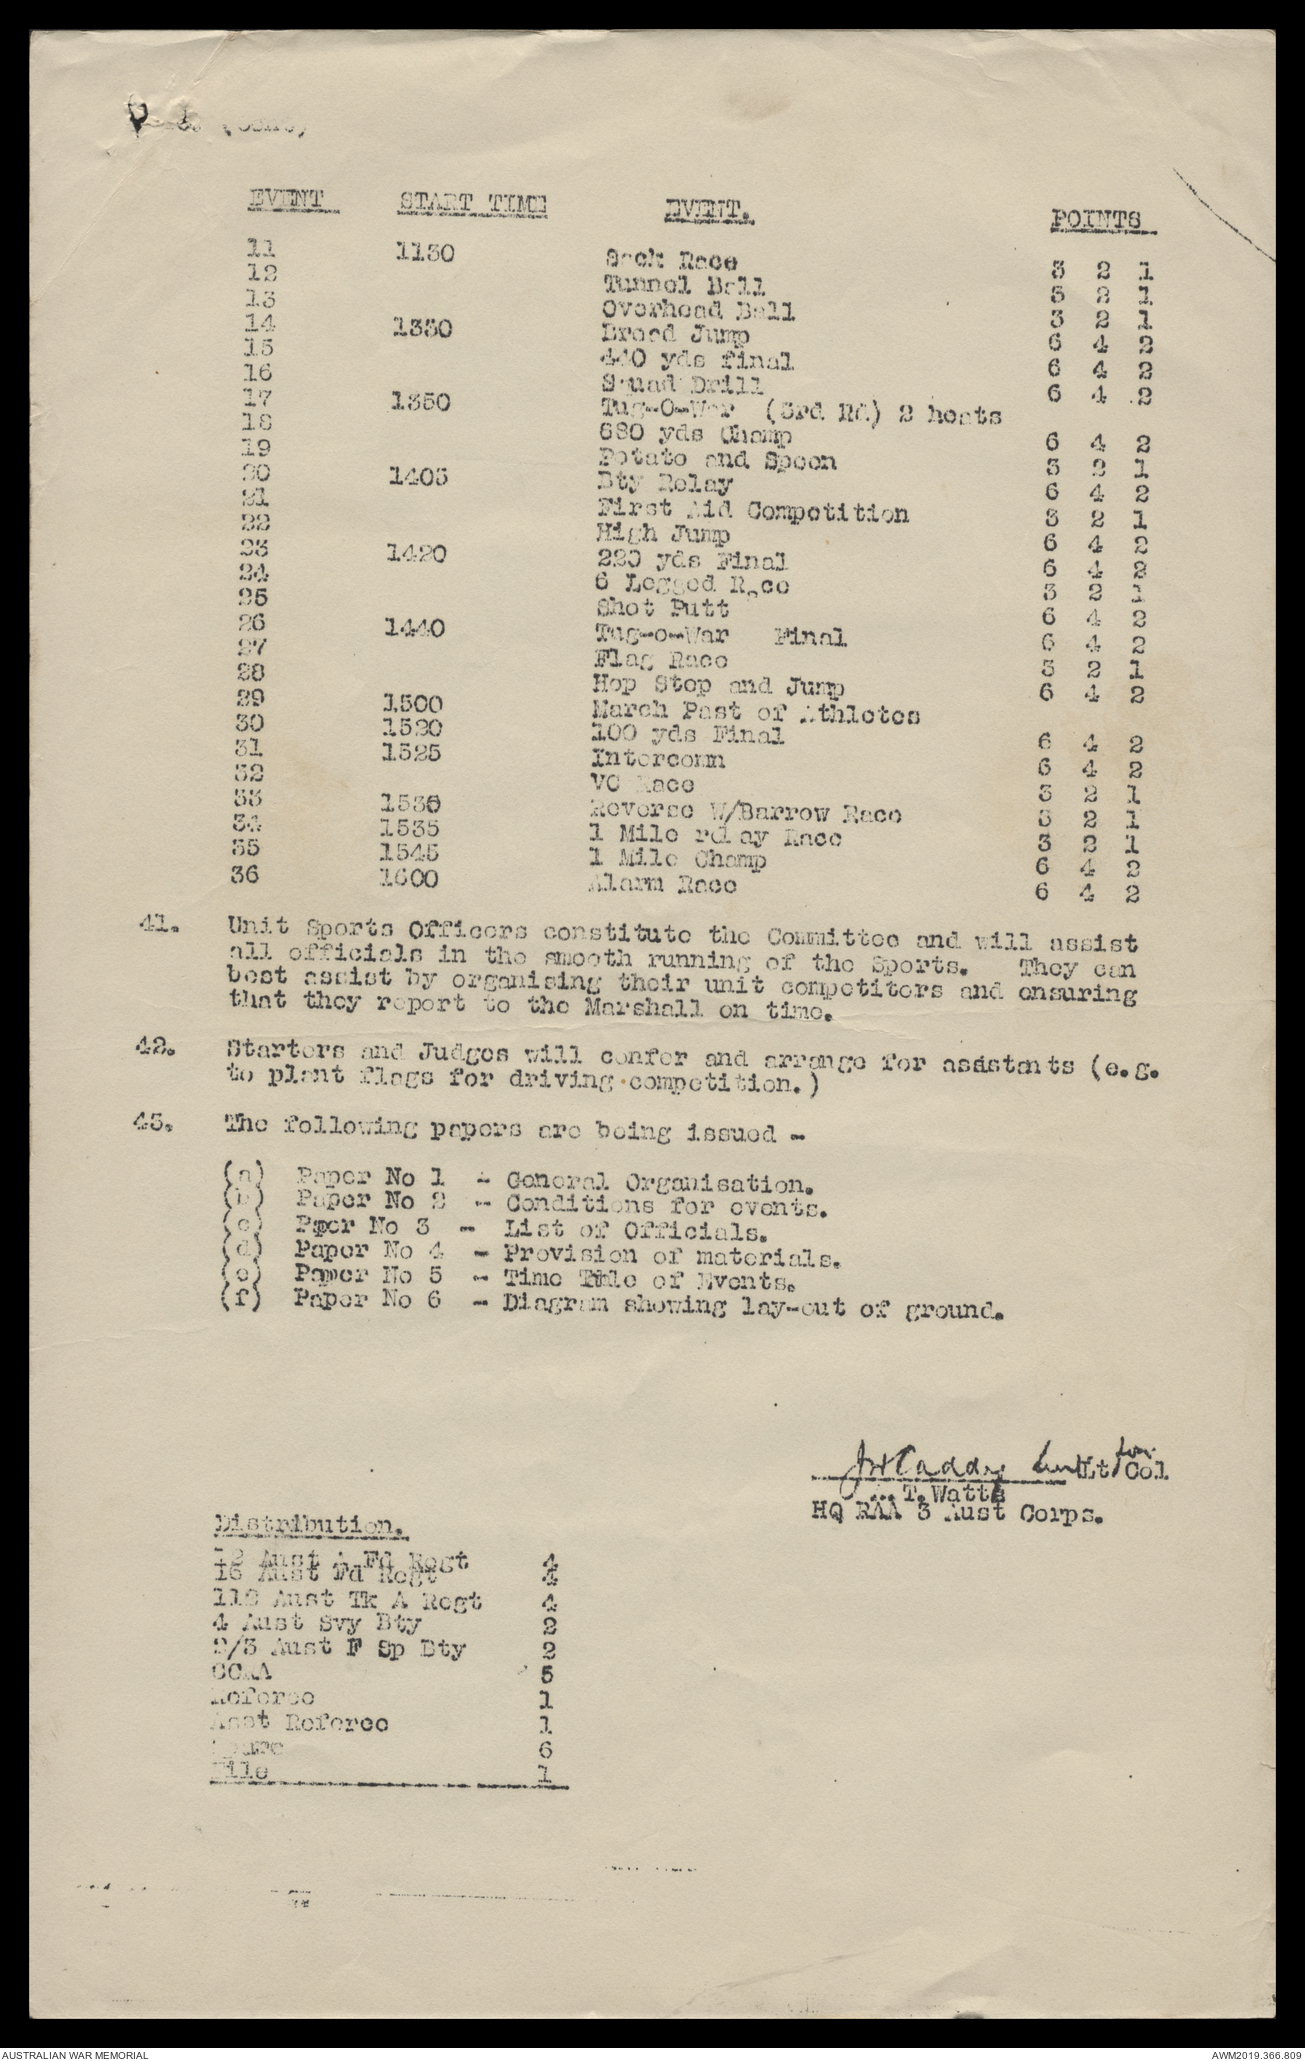 (Cont)
EVENT START TIME EVENT. POINTS
11 1130 Sack Race 3 2 1
12 Tunnel Ball 3 2 1
13 Overhead Ball 3 2 1
14 1330 Broad Jump 6 4 2
15 440 yds final 6 4 2
16 Squad Drill 6 4 2
17 1350 Tug-O-War (3rd Rd) 2 heats
18 680 yds Champ 6 4 2
19 Potato and Spoon 3 2 1
20 1405 Bty Relay 6 4 2
21 First Aid Competition 3 2 1
22 High Jump 6 4 2
23 1420 220 yds Final 6 4 2
24 6 Legged Race 3 2 1
25 Shot Putt 6 4 2
26 1440 Tug-o-War Final 6 4 2
27 Flag Race 3 2 1
28 Hop Step and Jump 6 4 2
29 1500 March Past of Athletes
30 1520 100 yds Final 6 4 2
31 1525 Intercomm 6 4 2
32 VC Race 3 2 1
33 1530 Reverse W/Barrow Race 3 2 1
34 1535 1 Mile relay Race 3 2 1
35 1545 1 Mile Champ 6 4 2
36 1600 Alarm Race 6 4 2
41. Unit Sports Officers constitute the Committee and will assist
all officials in the smooth running of the Sports. They can
best assist by organising their unit competitors and ensuring
that they report to the Marshall on time.
42. Starters and Judges will confer and arrange for assistants (e.g.
to plant flags for driving competition.)
43. The following papers are being issued -
(a) Paper No 1 - General Organisation.
(b) Paper No 2 - Conditions for events.
(c) Paper No 3 - List of Officials.
(d) Paper No 4 - Provision of materials.
(e) Paper No 5 - Time Table of Events.
(f) Paper No 6 - Diagram showing lay-out of ground.
for
Lt Col
T. Watts
HQ RAA 3 Aust Corps.
Distribution.
12 Aust A Fd Regt 4
16 Aust Fd Regt 4
112 Aust Tk A Regt 4
4 Aust Svy Bty 2
2/3 Aust F Sp Bty 2
CCRA 5
Referee 1
Asst Referee 1
Spare 6
File 1
AUSTRALIAN WAR MEMORIAL AWM2019.366.809